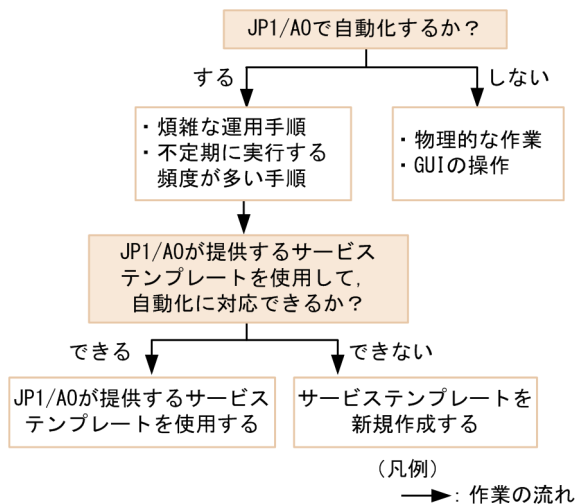 JP1/AOで自動化するか？
する
しない
・煩雑な運用手順
・不定期に実行する
頻度が多い手順
・物理的な作業
・GUIの操作
JP1/AOが提供するサービス
テンプレートを使用して，
自動化に対応できるか？
できる
できない
JP1/AOが提供するサービス
テンプレートを使用する
サービステンプレートを
新規作成する
（凡例）
：作業の流れ